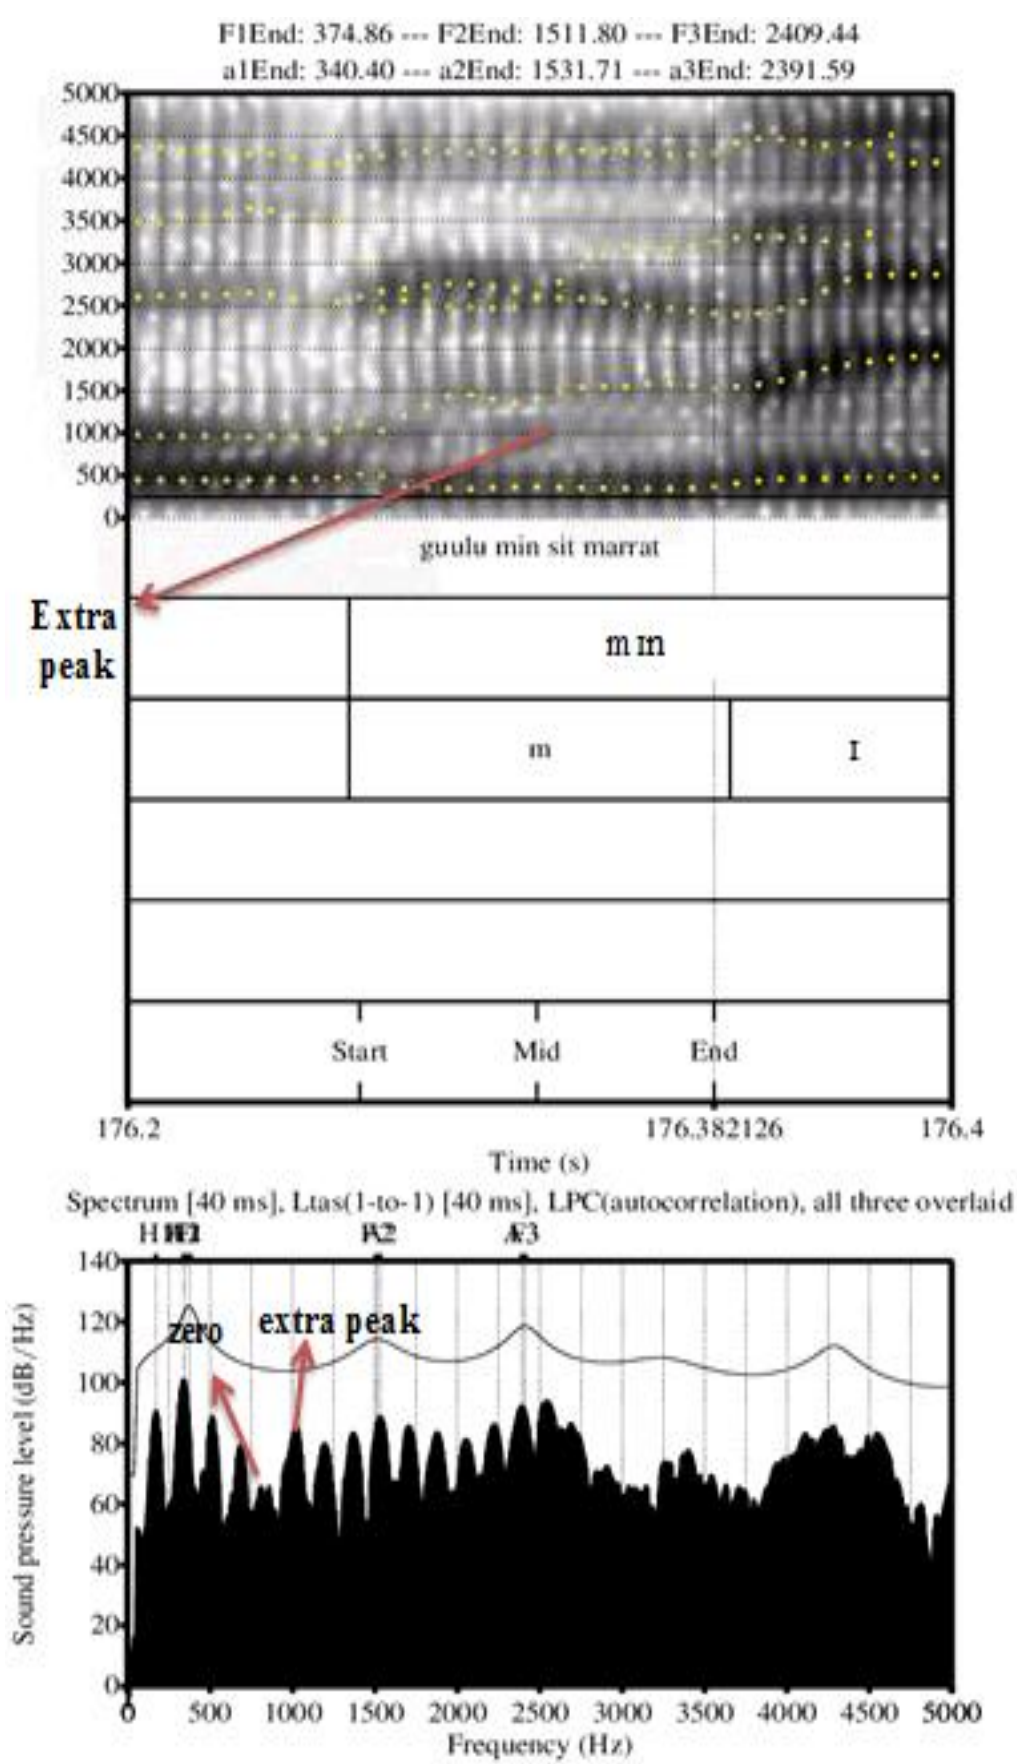 F1End: 374.86 --- F2End: 1511.80 --- F3End: 2409.44
a1End: 340.40 --- a2End: 1531.71 --- a3End: 2391.59
5000
4500
4000
3500
3000
2500
2000
1500
1000
500
0
guulu min sit marrat
Extra
peak
mɪn
m
I
Start
Mid
End
176.2
176.382126
176.4
Time (s)
Spectrum [40 ms], Ltas(1-to-1) [40 ms], LPC(autocorrelation), all three overlaid
140
120
100
80
60
40
20
0
zero
extra peak
Sound pressure level (dB / Hz)
0 500 1000 1500 2000 2500 3000 3500 4000 4500 5000
Frequency (Hz)